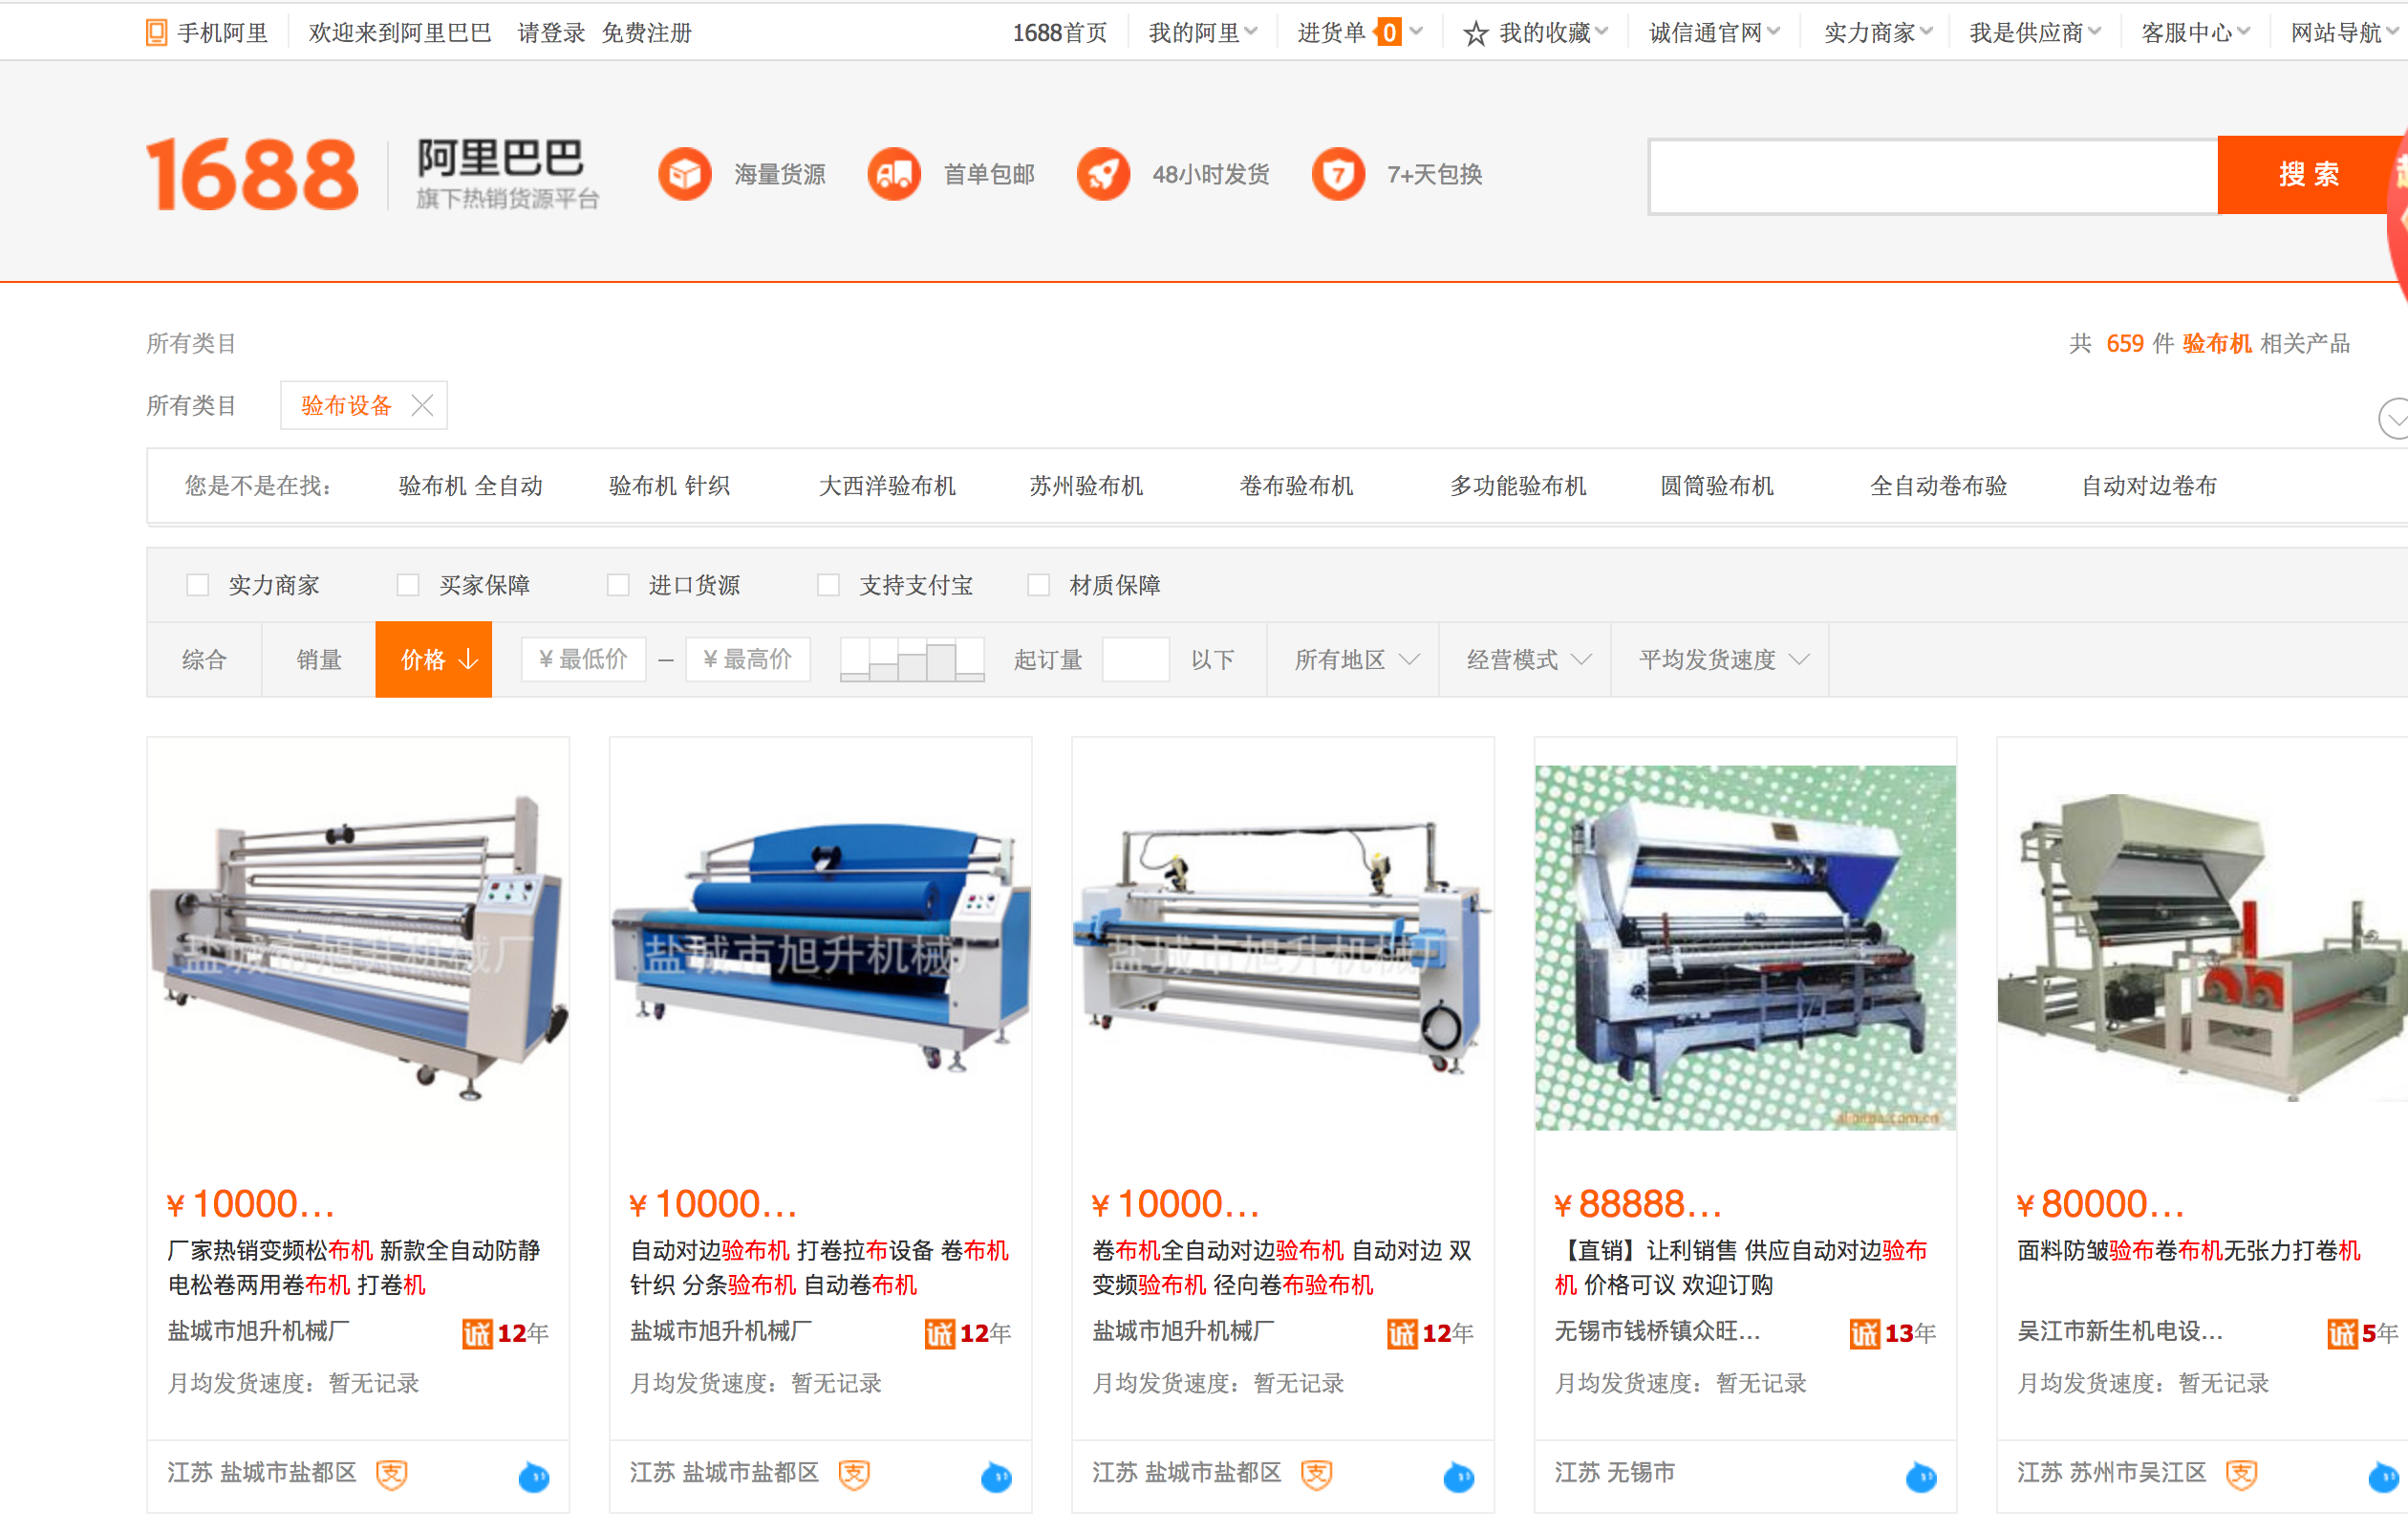 手机阿里 欢迎来到阿里巴巴 请登录 免费注册 1688首页 我的阿里 进货单 0 我的收藏 诚信通官网 实力商家 我是供应商 客服中心 网站导航
1688 阿里巴巴
旗下热销货源平台
海量货源 首单包邮 48小时发货 7 7+天包换 搜 索
所有类目 共 659 件 验布机 相关产品
所有类目 验布设备
您是不是在找： 验布机 全自动 验布机 针织 大西洋验布机 苏州验布机 卷布验布机 多功能验布机 圆筒验布机 全自动卷布验 自动对边卷布
实力商家 买家保障 进口货源 支持支付宝 材质保障
综合 销量 价格 ¥ 最低价 – ¥ 最高价 起订量 以下 所有地区 经营模式 平均发货速度
盐城市旭升机械厂
¥ 10000...
厂家热销变频松布机 新款全自动防静
电松卷两用卷布机 打卷机
盐城市旭升机械厂 诚 12年
月均发货速度：暂无记录
江苏 盐城市盐都区 支
盐城市旭升机械厂
¥ 10000...
自动对边验布机 打卷拉布设备 卷布机
针织 分条验布机 自动卷布机
盐城市旭升机械厂 诚 12年
月均发货速度：暂无记录
江苏 盐城市盐都区 支
盐城市旭升机械厂
¥ 10000...
卷布机全自动对边验布机 自动对边 双
变频验布机 径向卷布验布机
盐城市旭升机械厂 诚 12年
月均发货速度：暂无记录
江苏 盐城市盐都区 支
alibaba.com.cn
¥ 88888...
【直销】让利销售 供应自动对边验布
机 价格可议 欢迎订购
无锡市钱桥镇众旺... 诚 13年
月均发货速度：暂无记录
江苏 无锡市
¥ 80000...
面料防皱验布卷布机无张力打卷机
吴江市新生机电设... 诚 5年
月均发货速度：暂无记录
江苏 苏州市吴江区 支